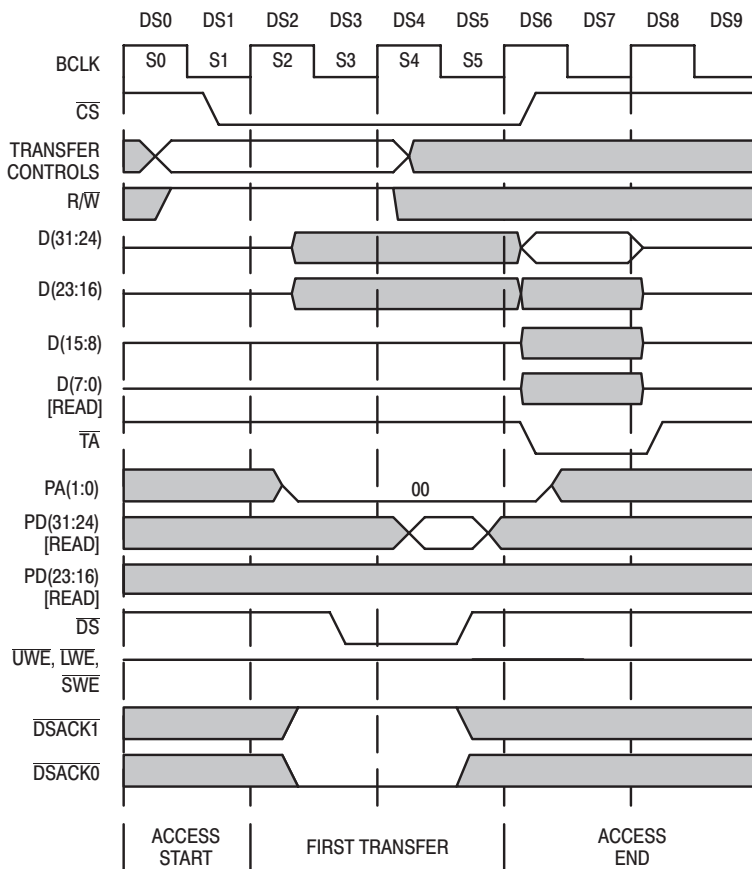 DS0 DS1 DS2 DS3 DS4 DS5 DS6 DS7 DS8 DS9
BCLK S0 S1 S2 S3 S4 S5
CS
TRANSFER
CONTROLS
R/W
D(31:24)
D(23:16)
D(15:8)
D(7:0)
[READ]
TA
PA(1:0) 00
PD(31:24)
[READ]
PD(23:16)
[READ]
DS
UWE, LWE,
SWE
DSACK1
DSACK0
ACCESS
START
FIRST TRANSFER
ACCESS
END